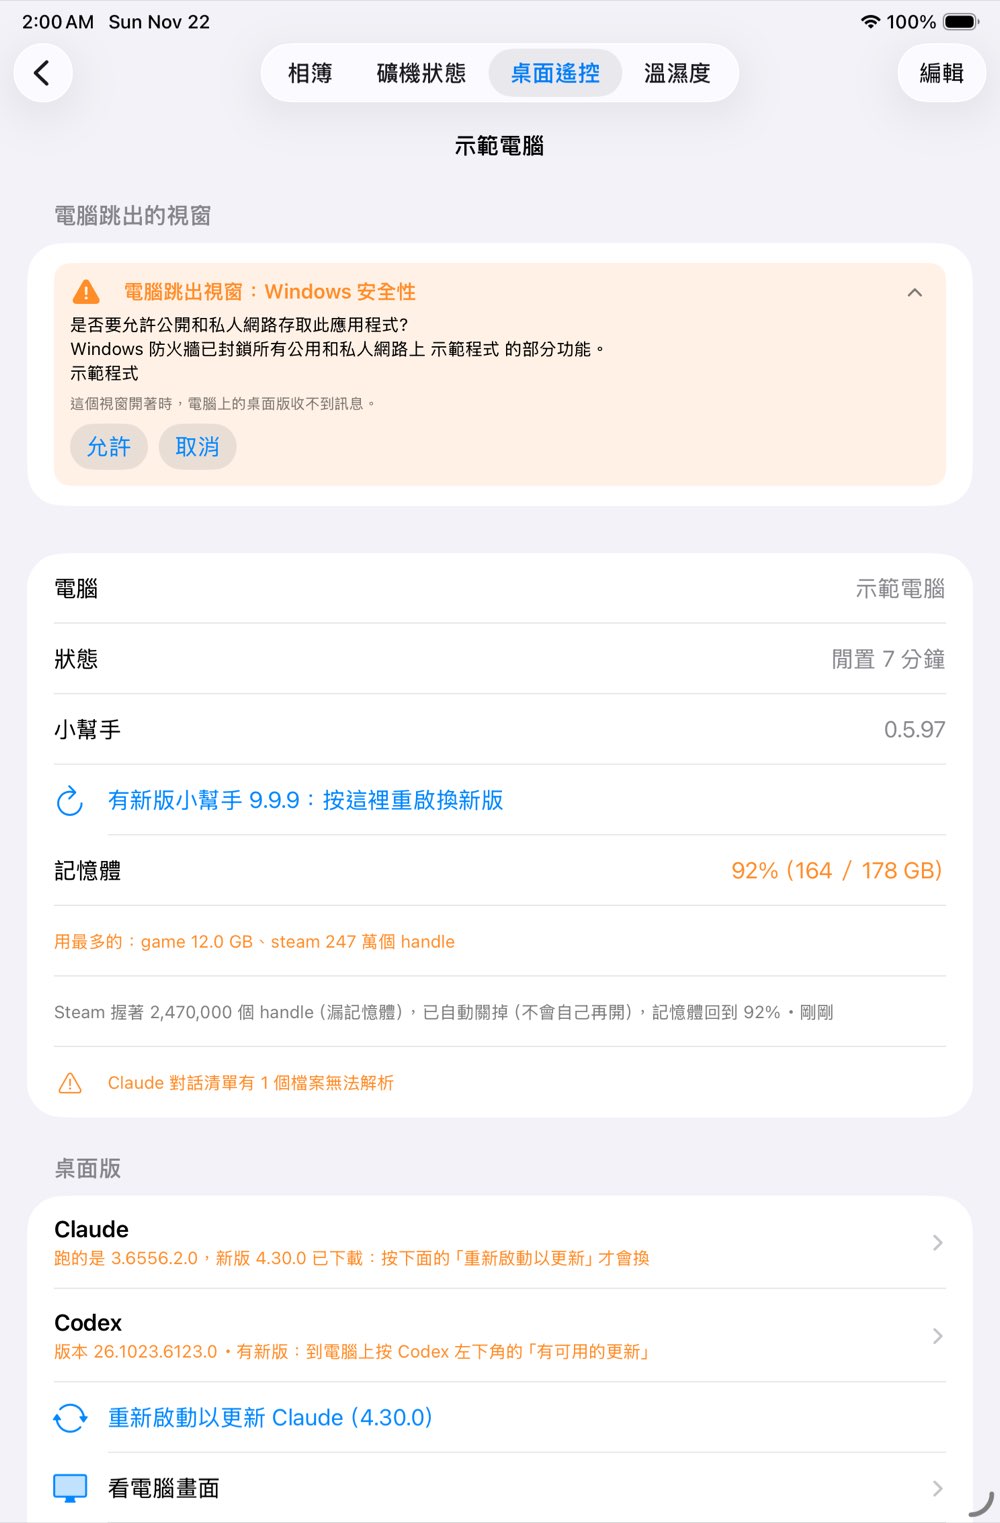 2:00 AM Sun Nov 22
100%
相簿
礦機狀態
桌面遙控
溫濕度
編輯
示範電腦
電腦跳出的視窗
電腦跳出視窗：Windows 安全性
是否要允許公開和私人網路存取此應用程式?
Windows 防火牆已封鎖所有公用和私人網路上 示範程式 的部分功能。
示範程式
這個視窗開著時，電腦上的桌面版收不到訊息。
允許
取消
電腦
示範電腦
狀態
閒置 7 分鐘
小幫手
0.5.97
有新版小幫手 9.9.9：按這裡重啟換新版
記憶體
92% (164 / 178 GB)
用最多的：game 12.0 GB、steam 247 萬個 handle
Steam 握著 2,470,000 個 handle（漏記憶體），已自動關掉（不會自己再開），記憶體回到 92%・剛剛
Claude 對話清單有 1 個檔案無法解析
桌面版
Claude
跑的是 3.6556.2.0，新版 4.30.0 已下載：按下面的「重新啟動以更新」才會換
Codex
版本 26.1023.6123.0・有新版：到電腦上按 Codex 左下角的「有可用的更新」
重新啟動以更新 Claude (4.30.0)
看電腦畫面